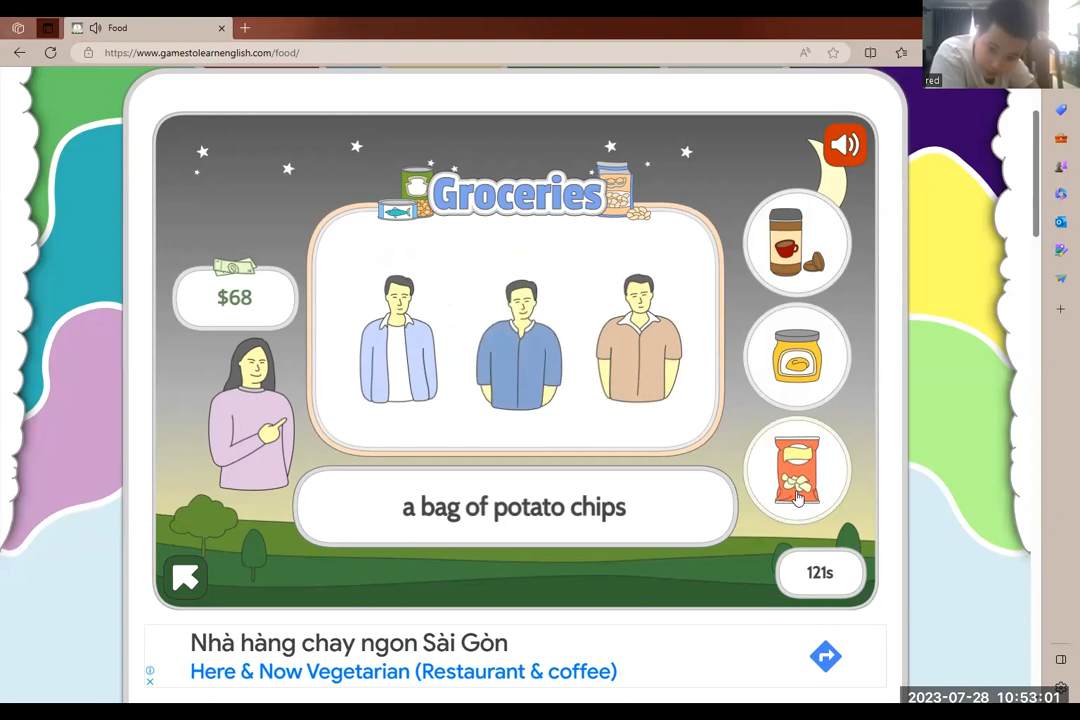 Food
https://www.gamestolearnenglish.com/food/
red
Groceries
$68
a bag of potato chips
121s
Nhà hàng chay ngon Sài Gòn
Here & Now Vegetarian (Restaurant & coffee)
2023-07-28 10:53:01